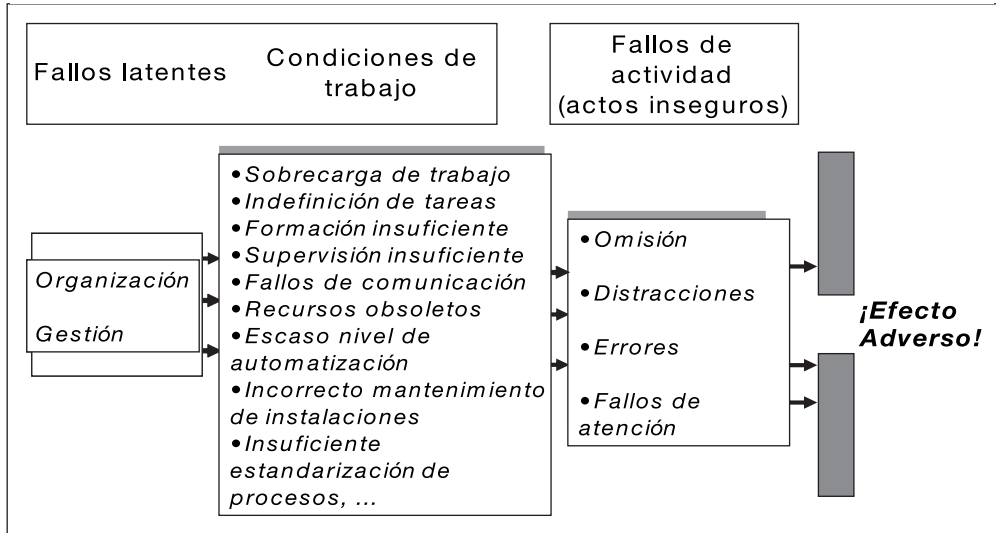 Fallos latentes
Condiciones de
trabajo
Fallos de
actividad
(actos inseguros)
Organización
Gestión
•Sobrecarga de trabajo
•Indefinición de tareas
•Formación insuficiente
•Supervisión insuficiente
•Fallos de comunicación
•Recursos obsoletos
•Escaso nivel de
automatización
•Incorrecto mantenimiento
de instalaciones
•Insuficiente
estandarización de
procesos, ...
•Omisión
•Distracciones
•Errores
•Fallos de
atención
¡Efecto
Adverso!